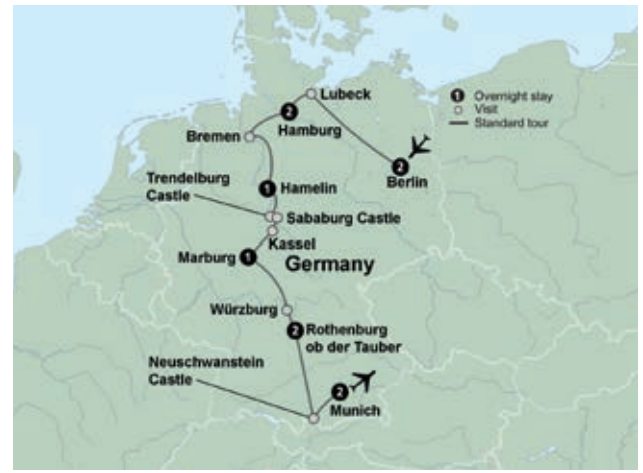 Lubeck
1 Overnight stay
Visit
Standard tour
2
Hamburg
Bremen
2
Berlin
Trendelburg
Castle
1 Hamelin
Sababurg Castle
Kassel
Marburg 1
Germany
Würzburg
2 Rothenburg
ob der Tauber
Neuschwanstein
Castle
2
Munich